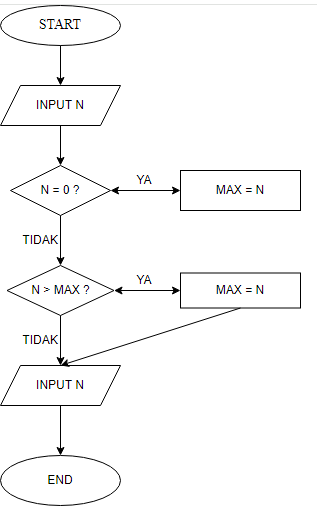 START
INPUT N
N = 0 ?
YA
MAX = N
TIDAK
N > MAX ?
YA
MAX = N
TIDAK
INPUT N
END